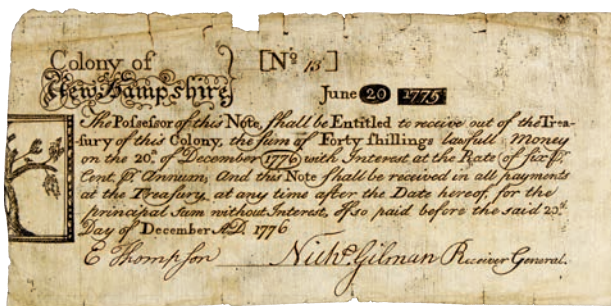 Colony of
[No 13]
New Hampshire
June 20 1775
The Possessor of this Note, shall be Entitled to receive out of the Trea-
sury of this Colony, the sum of Forty shillings lawfull Money
on the 20th of December 1776 with Interest at the Rate of six P.
Cent, P. Annum, And this Note shall be received in all payments
at the Treasury, at any time after the Date hereof, for the
principal Sum without Interest, If so paid before the said 20th
Day of December A.D. 1776
E Thompson Nichs. Gilman Receiver General.